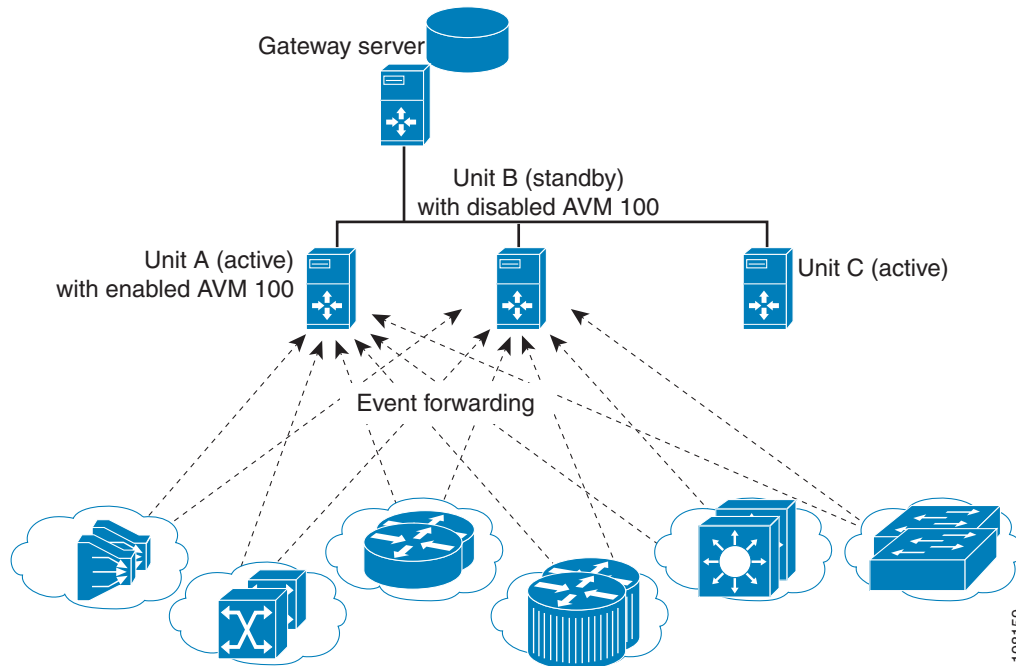 Gateway server
Unit B (standby)
with disabled AVM 100
Unit A (active)
with enabled AVM 100
Unit C (active)
Event forwarding